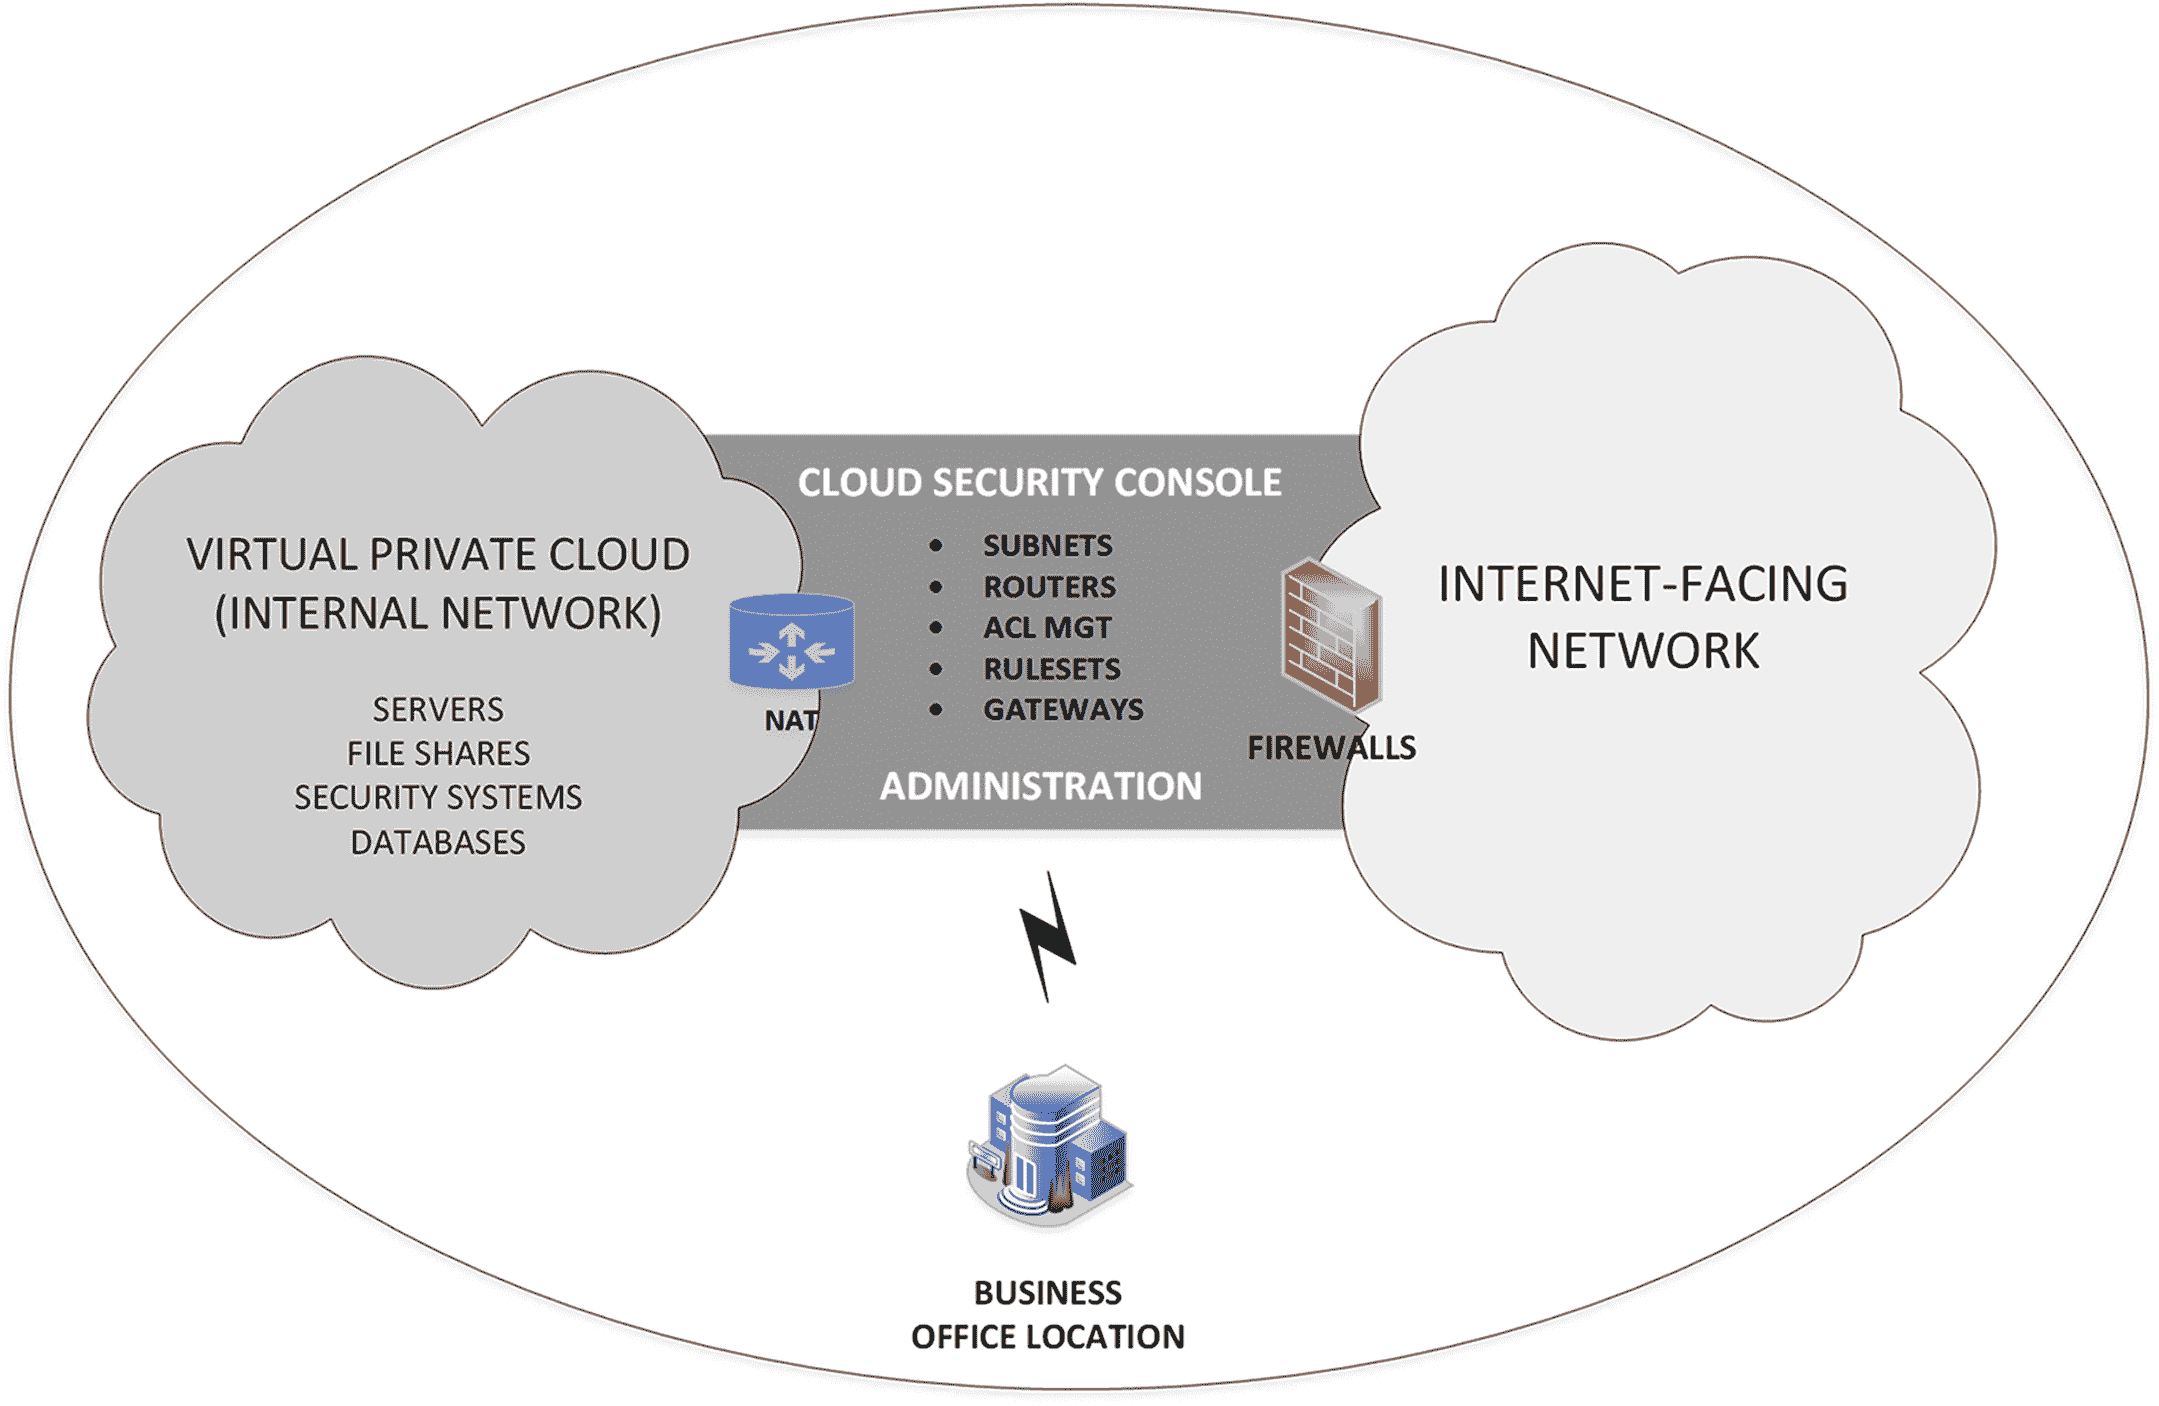 VIRTUAL PRIVATE CLOUD
(INTERNAL NETWORK)
SERVERS
FILE SHARES
SECURITY SYSTEMS
DATABASES
NAT
CLOUD SECURITY CONSOLE
• SUBNETS
• ROUTERS
• ACL MGT
• RULESETS
• GATEWAYS
ADMINISTRATION
FIREWALLS
INTERNET-FACING
NETWORK
BUSINESS
OFFICE LOCATION